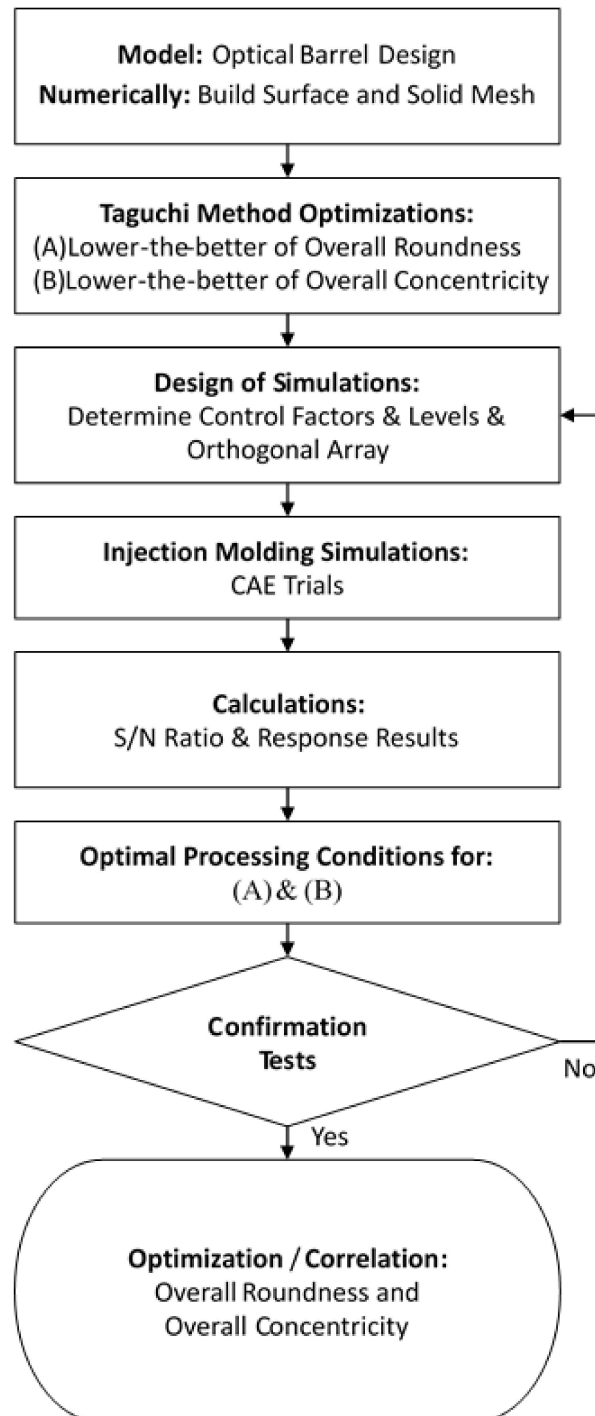 Model: Optical Barrel Design
Numerically: Build Surface and Solid Mesh
Taguchi Method Optimizations:
(A)Lower-the-better of Overall Roundness
(B)Lower-the-better of Overall Concentricity
Design of Simulations:
Determine Control Factors & Levels &
Orthogonal Array
Injection Molding Simulations:
CAE Trials
Calculations:
S/N Ratio & Response Results
Optimal Processing Conditions for:
(A) & (B)
Confirmation
Tests
No
Yes
Optimization / Correlation:
Overall Roundness and
Overall Concentricity